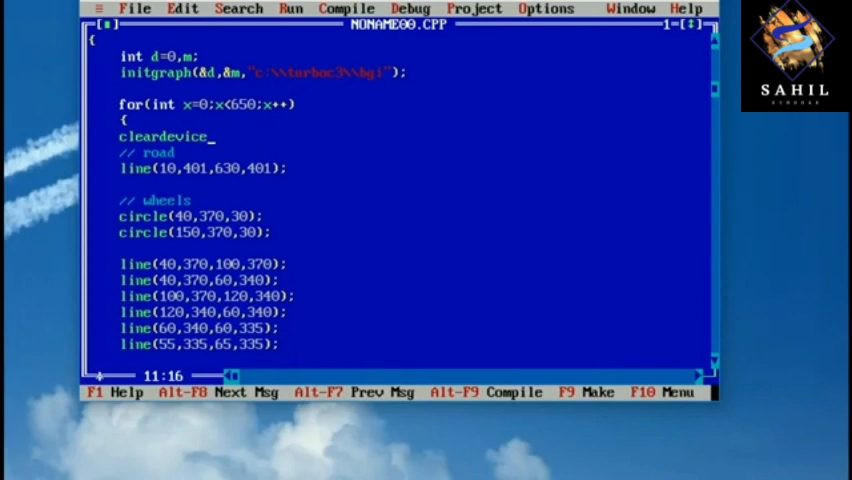 ≡ File Edit Search Run Compile Debug Project Options Window Help
[■] NONAME00.CPP 1=[↕]
{
int d=0,m;
initgraph(&d,&m,"c:\\turboc3\\bgi");
for(int x=0;x<650;x++)
{
cleardevice_
// road
line(10,401,630,401);
// wheels
circle(40,370,30);
circle(150,370,30);
line(40,370,100,370);
line(40,370,60,340);
line(100,370,120,340);
line(120,340,60,340);
line(60,340,60,335);
line(55,335,65,335);
11:16
F1 Help Alt-F8 Next Msg Alt-F7 Prev Msg Alt-F9 Compile F9 Make F10 Menu
SAHIL